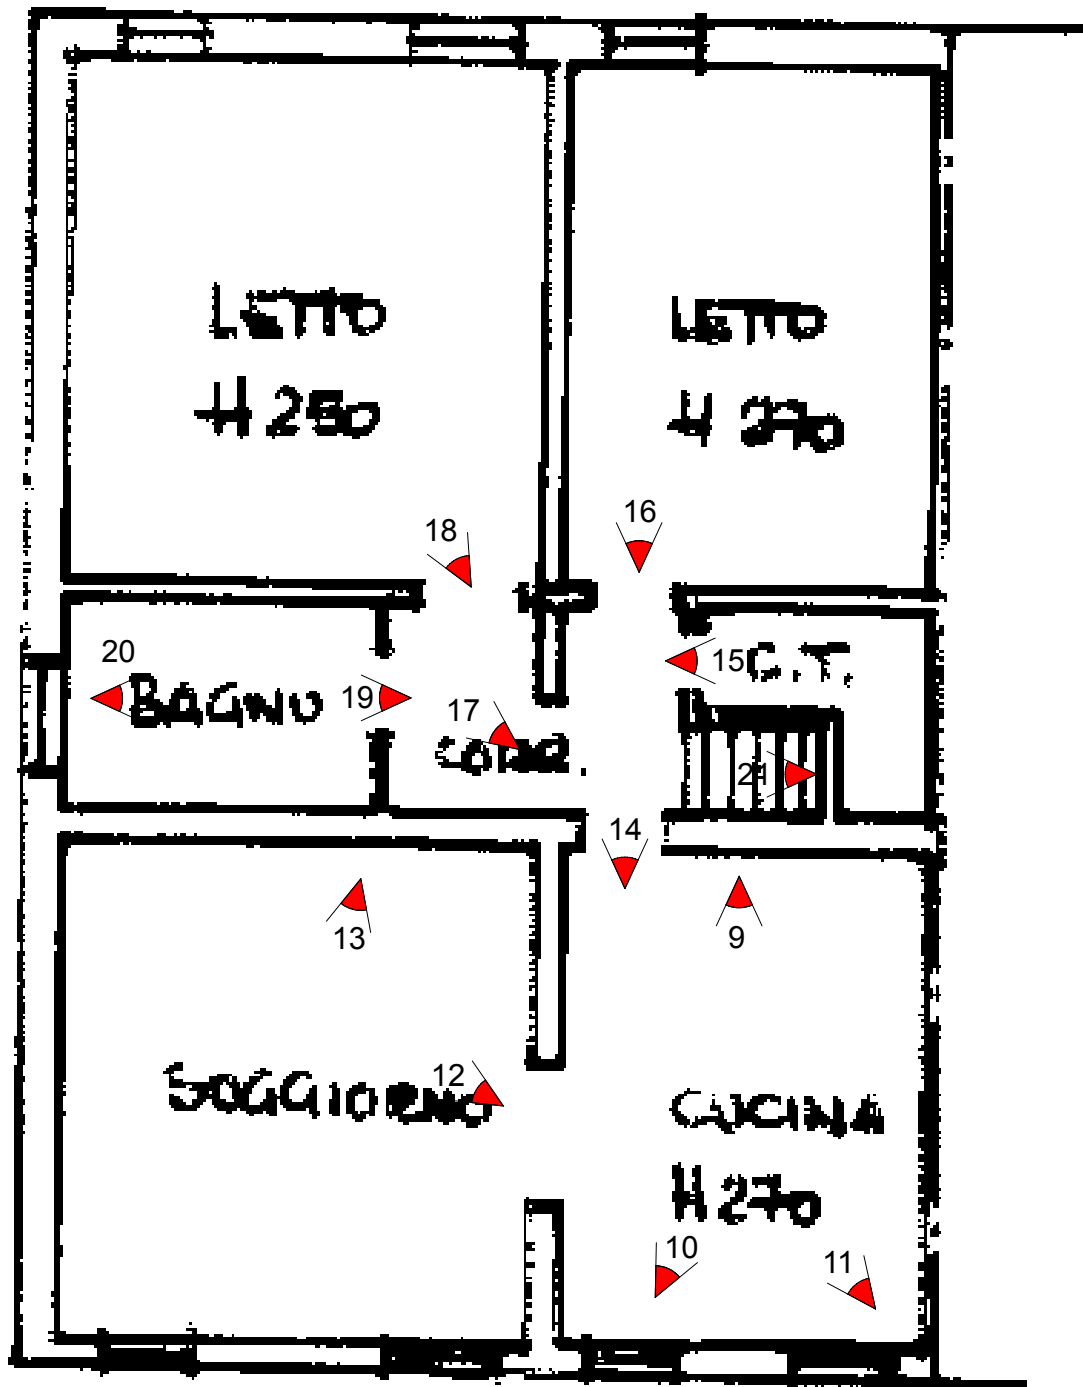 LETTO
H 250
LETTO
H 270
18
16
20
BAGNO
19
17
CORR.
15
C.T.
21
14
13
9
SOGGIORNO
12
CUCINA
H 270
10
11